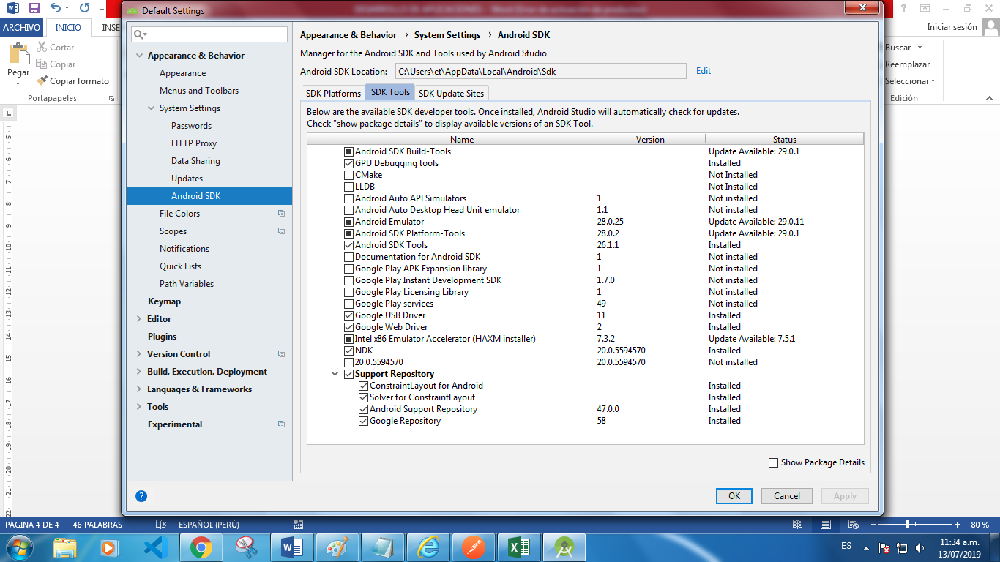 Default Settings
ARCHIVO INICIO INSE
Iniciar sesión
Pegar
Cortar
Copiar
Copiar formato
Portapapeles
Buscar
Reemplazar
Seleccionar
Edición
Appearance & Behavior
Appearance
Menus and Toolbars
System Settings
Passwords
HTTP Proxy
Data Sharing
Updates
Android SDK
File Colors
Scopes
Notifications
Quick Lists
Path Variables
Keymap
Editor
Plugins
Version Control
Build, Execution, Deployment
Languages & Frameworks
Tools
Experimental
Appearance & Behavior › System Settings › Android SDK
Manager for the Android SDK and Tools used by Android Studio
Android SDK Location: C:\Users\et\AppData\Local\Android\Sdk Edit
SDK Platforms SDK Tools SDK Update Sites
Below are the available SDK developer tools. Once installed, Android Studio will automatically check for updates.
Check "show package details" to display available versions of an SDK Tool.
Name Version Status
Android SDK Build-Tools Update Available: 29.0.1
GPU Debugging tools Installed
CMake Not Installed
LLDB Not Installed
Android Auto API Simulators 1 Not installed
Android Auto Desktop Head Unit emulator 1.1 Not installed
Android Emulator 28.0.25 Update Available: 29.0.11
Android SDK Platform-Tools 28.0.2 Update Available: 29.0.1
Android SDK Tools 26.1.1 Installed
Documentation for Android SDK 1 Not installed
Google Play APK Expansion library 1 Not installed
Google Play Instant Development SDK 1.7.0 Not installed
Google Play Licensing Library 1 Not installed
Google Play services 49 Not installed
Google USB Driver 11 Installed
Google Web Driver 2 Installed
Intel x86 Emulator Accelerator (HAXM installer) 7.3.2 Update Available: 7.5.1
NDK 20.0.5594570 Installed
20.0.5594570 20.0.5594570 Not installed
Support Repository
ConstraintLayout for Android Installed
Solver for ConstraintLayout Installed
Android Support Repository 47.0.0 Installed
Google Repository 58 Installed
Show Package Details
OK Cancel Apply
PÁGINA 4 DE 4 46 PALABRAS ESPAÑOL (PERÚ) 80 %
ES
11:34 a.m.
13/07/2019